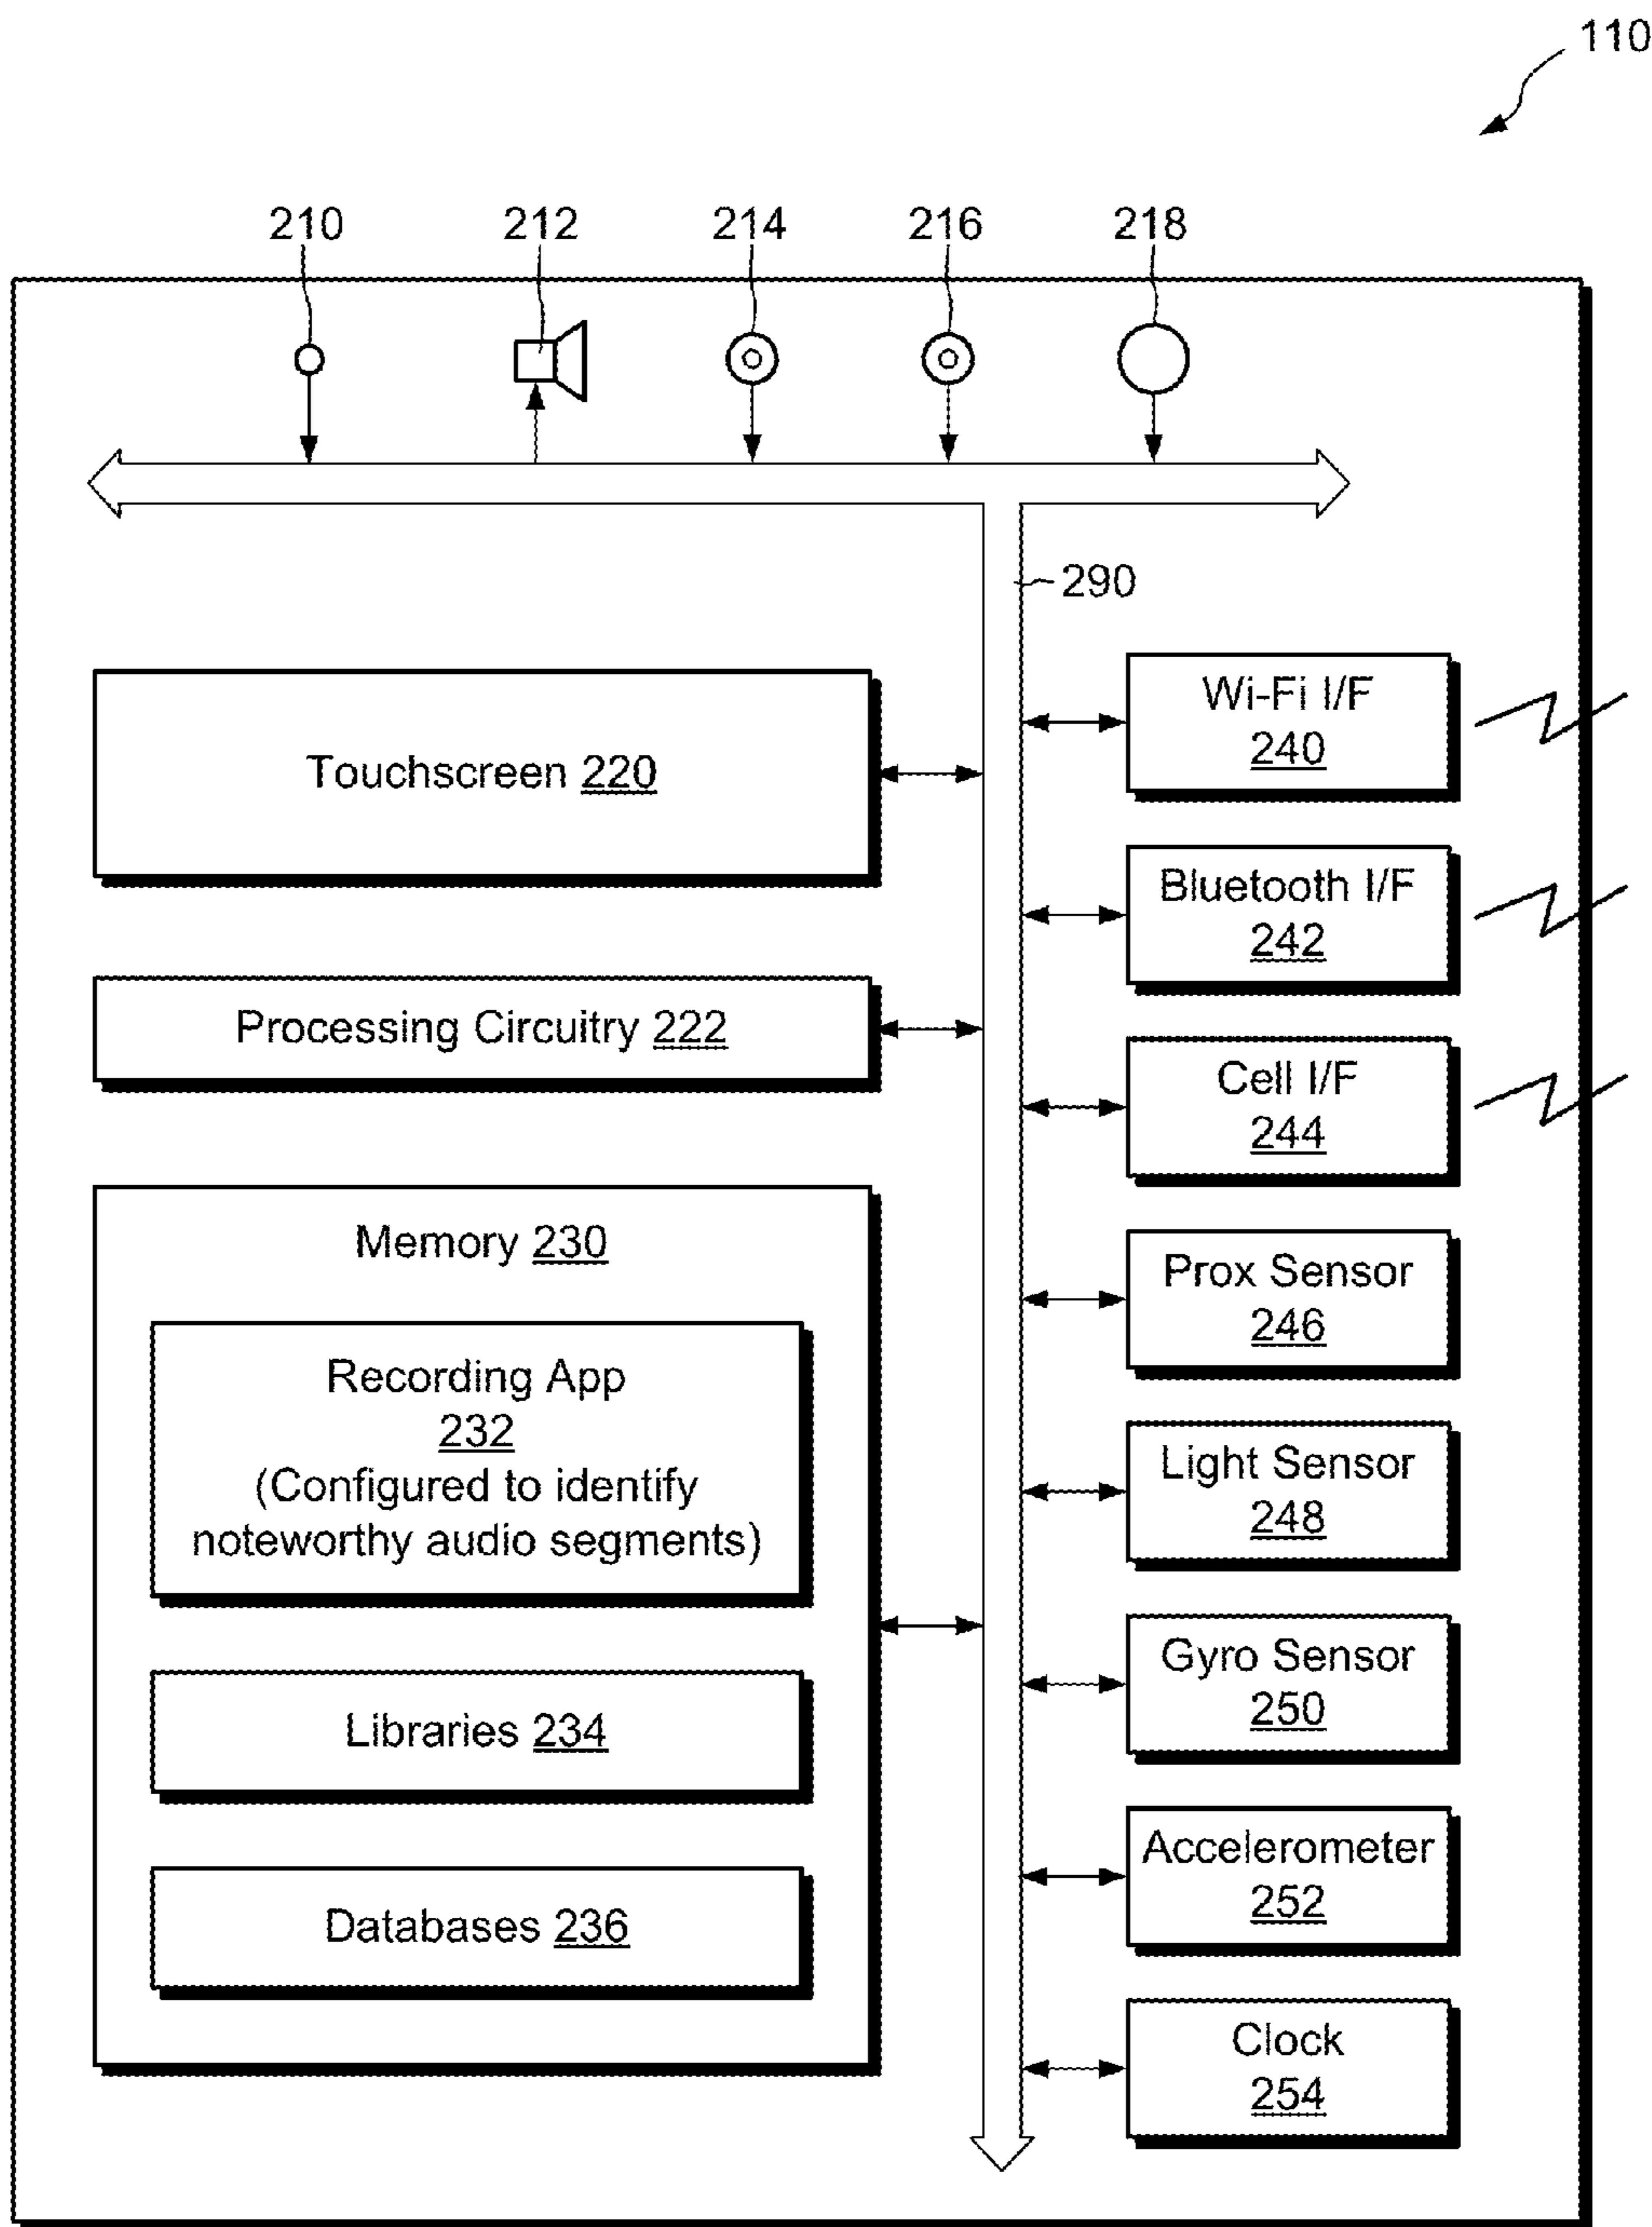 110
210
212
214
216
218
290
Touchscreen 220
Processing Circuitry 222
Memory 230
Recording App
232
(Configured to identify
noteworthy audio segments)
Libraries 234
Databases 236
Wi-Fi I/F
240
Bluetooth I/F
242
Cell I/F
244
Prox Sensor
246
Light Sensor
248
Gyro Sensor
250
Accelerometer
252
Clock
254